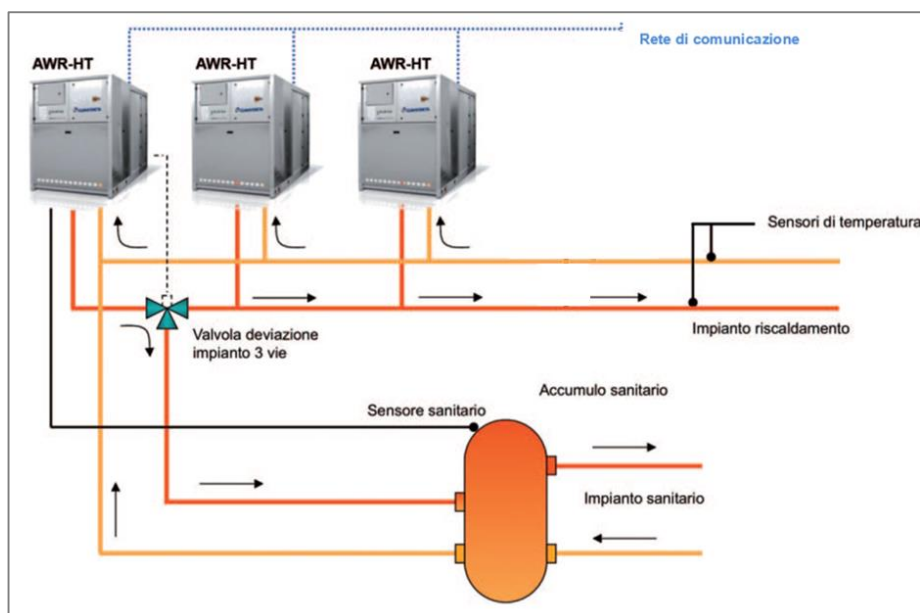 Rete di comunicazione
AWR-HT
AWR-HT
AWR-HT
Sensori di temperatura
Valvola deviazione
impianto 3 vie
Impianto riscaldamento
Accumulo sanitario
Sensore sanitario
Impianto sanitario